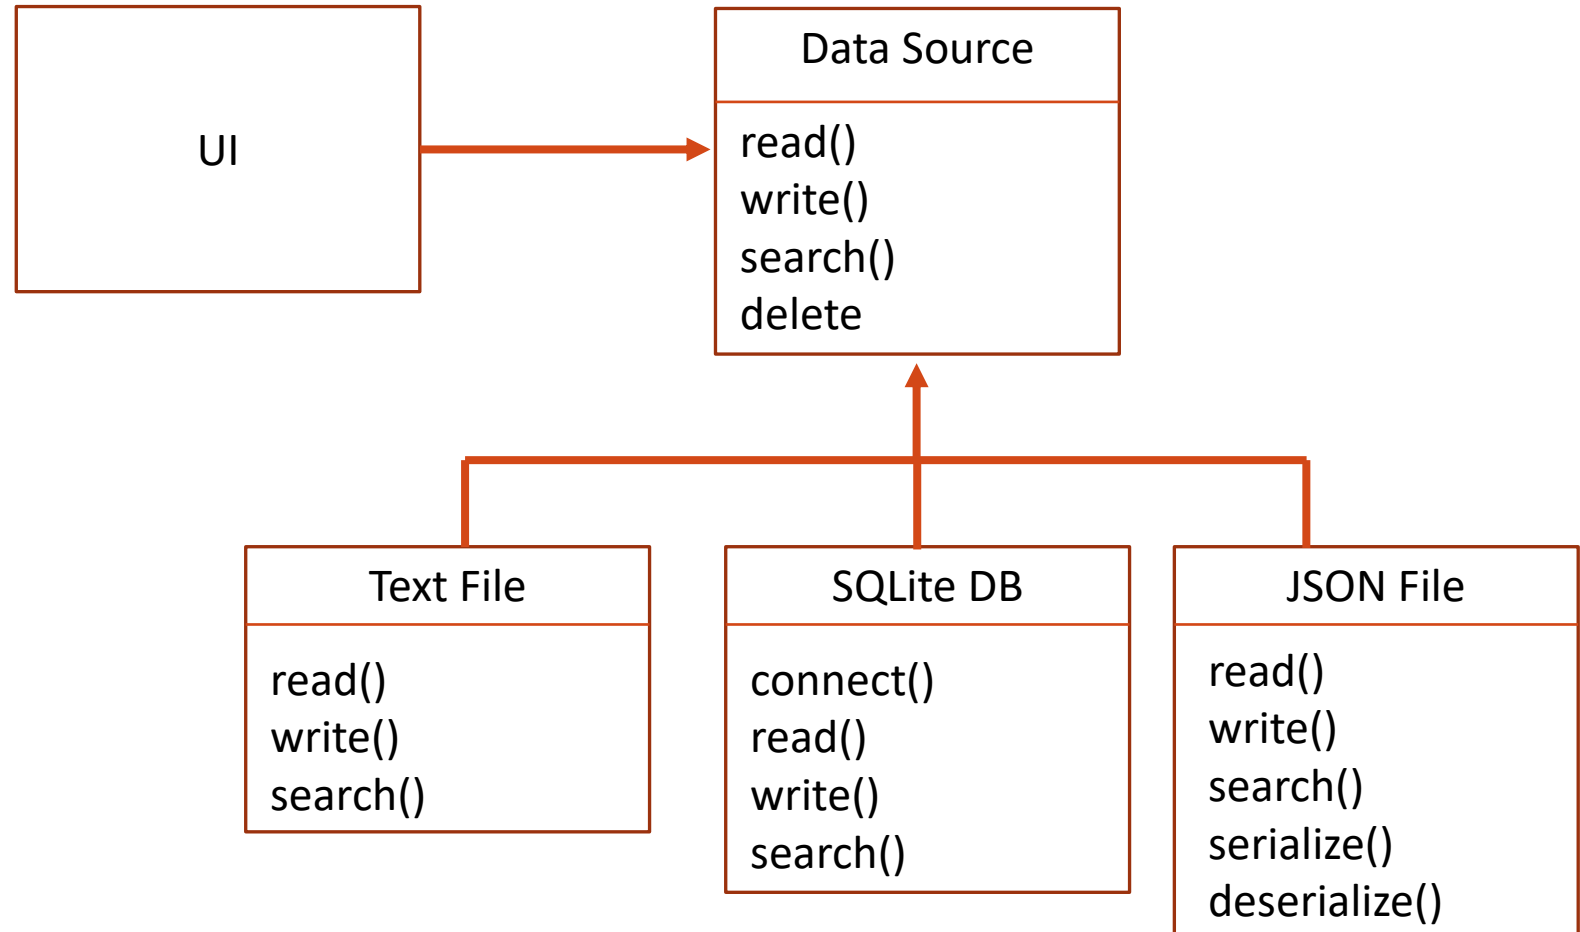 UI
Data Source
read()
write()
search()
delete
Text File
read()
write()
search()
SQLite DB
connect()
read()
write()
search()
JSON File
read()
write()
search()
serialize()
deserialize()